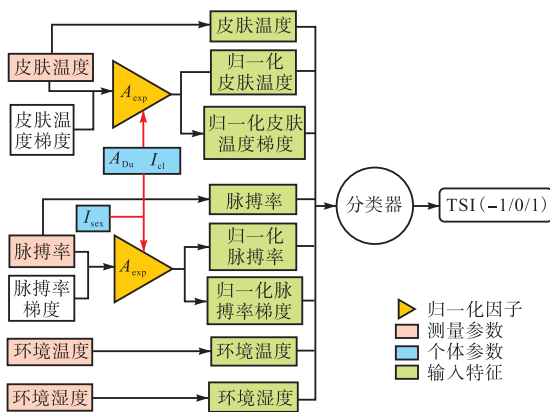 皮肤温度
皮肤温度
归一化
皮肤温度
A_exp
皮肤温
度梯度
归一化皮肤
温度梯度
A_Du I_cl
脉搏率
I_sex
脉搏率
归一化
脉搏率
A_exp
脉搏率
梯度
归一化脉
搏率梯度
环境温度
环境温度
环境湿度
环境湿度
分类器
TSI(-1/0/1)
归一化因子
测量参数
个体参数
输入特征